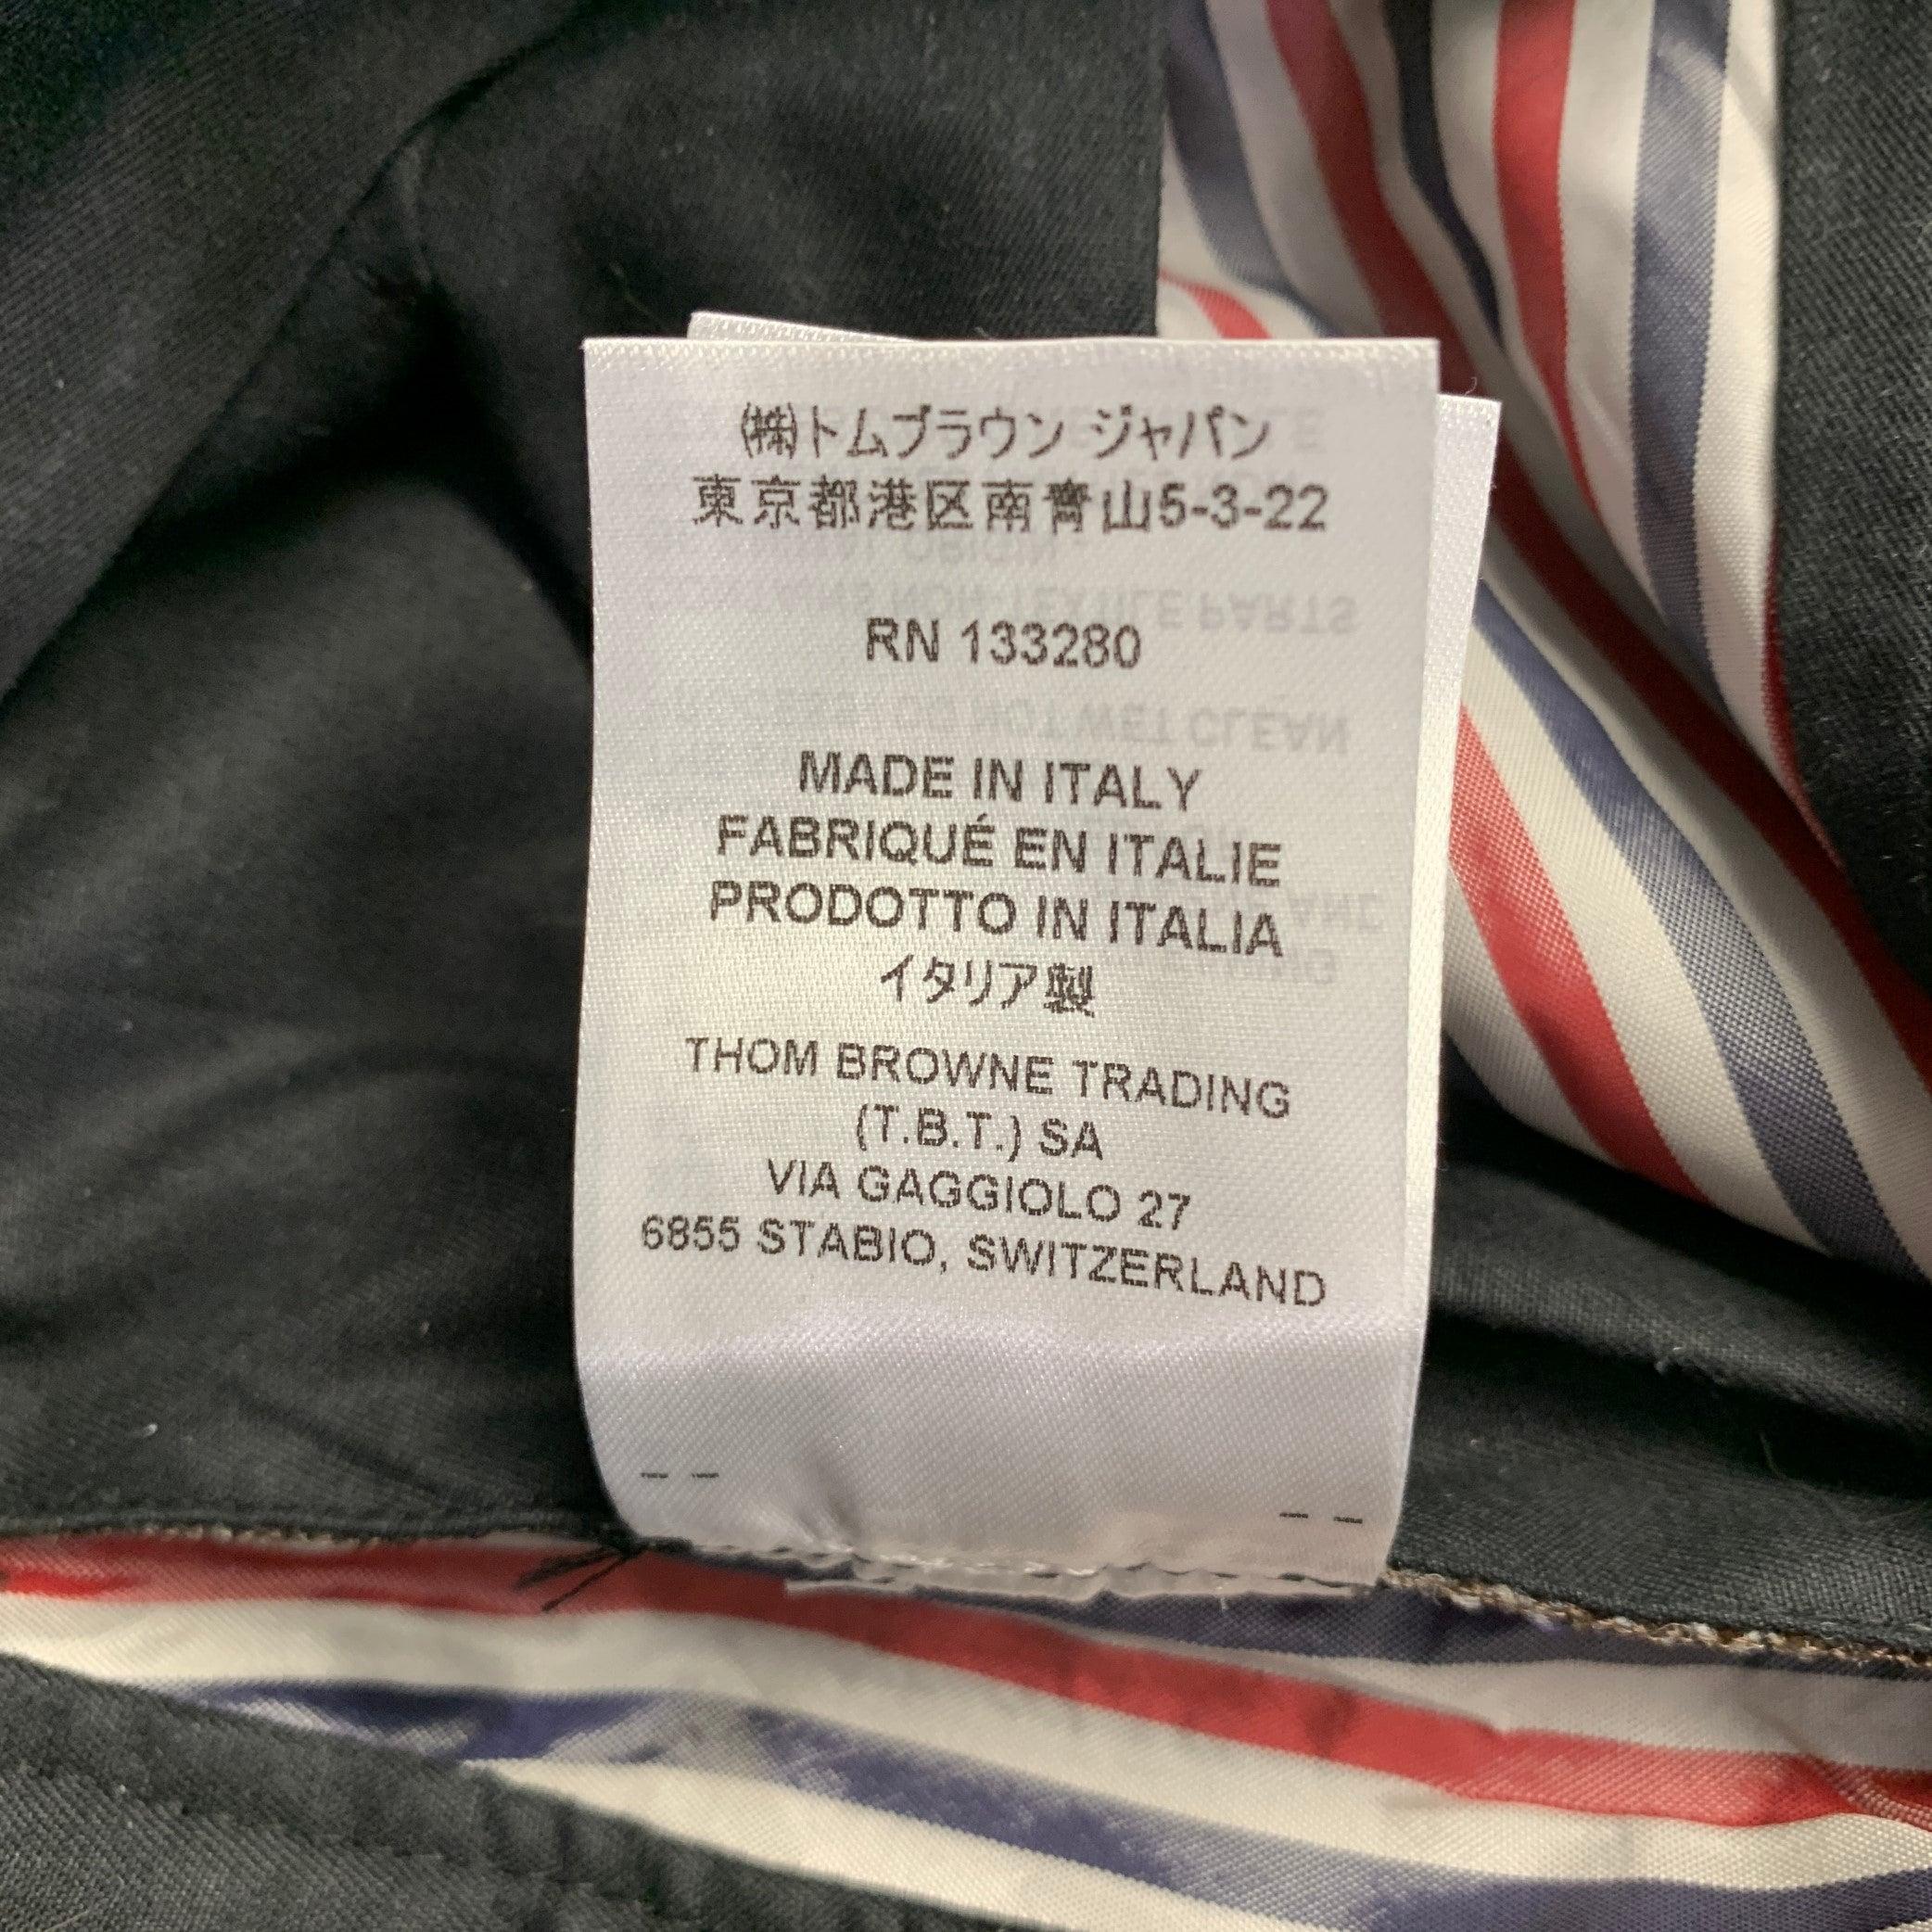 ㈱トムブラウン ジャパン
東京都港区南青山5-3-22
RN 133280
MADE IN ITALY
FABRIQUÉ EN ITALIE
PRODOTTO IN ITALIA
イタリア製
THOM BROWNE TRADING
(T.B.T.) SA
VIA GAGGIOLO 27
6855 STABIO, SWITZERLAND